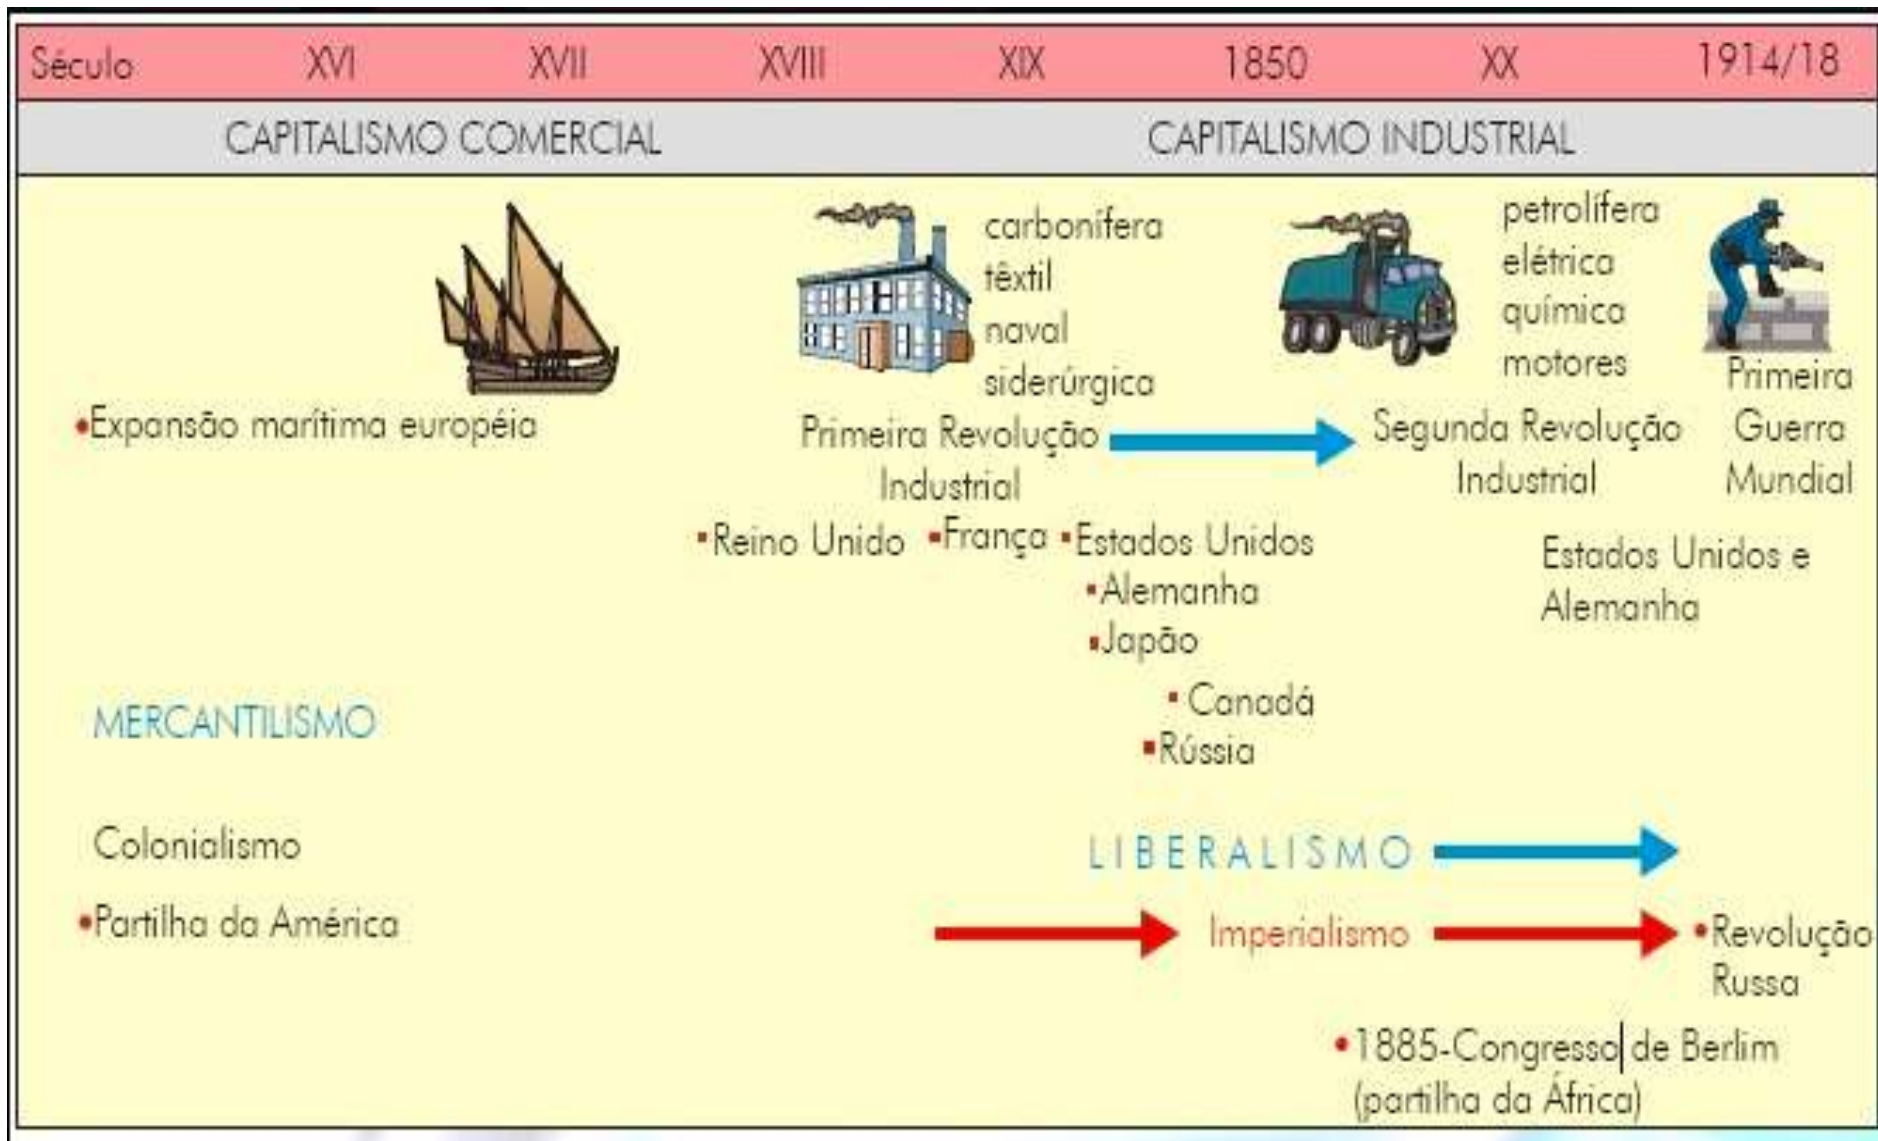 Século XVI XVII XVIII XIX 1850 XX 1914/18
CAPITALISMO COMERCIAL CAPITALISMO INDUSTRIAL
•Expansão marítima européia
carbonífera
têxtil
naval
siderúrgica
Primeira Revolução
Industrial
petrolífera
elétrica
química
motores
Segunda Revolução
Industrial
Primeira
Guerra
Mundial
▪Reino Unido ▪França ▪Estados Unidos
▪Alemanha
▪Japão
▪Canadá
▪Rússia
Estados Unidos e
Alemanha
MERCANTILISMO
Colonialismo
•Partilha da América
LIBERALISMO
Imperialismo
•Revolução
Russa
•1885-Congresso de Berlim
(partilha da África)